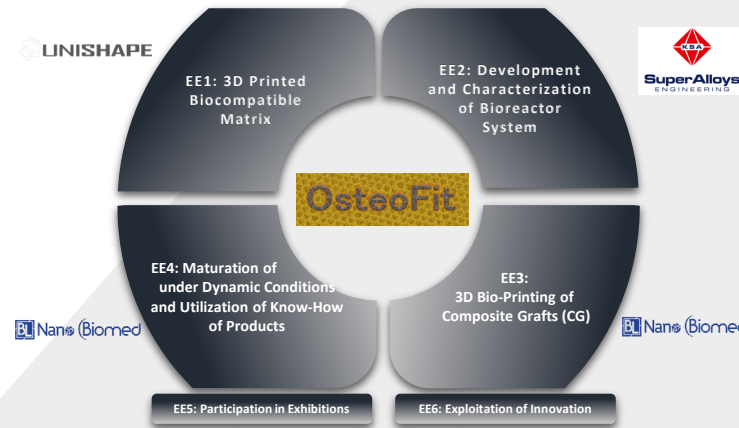 UNISHAPE
EE1: 3D Printed
Biocompatible
Matrix
EE2: Development
and Characterization
of Bioreactor
System
KSA
SuperAlloys
ENGINEERING
OsteoFit
EE4: Maturation of
under Dynamic Conditions
and Utilization of Know-How
of Products
EE3:
3D Bio-Printing of
Composite Grafts (CG)
BL Nano (Biomed
BL Nano (Biomed
EE5: Participation in Exhibitions
EE6: Exploitation of Innovation